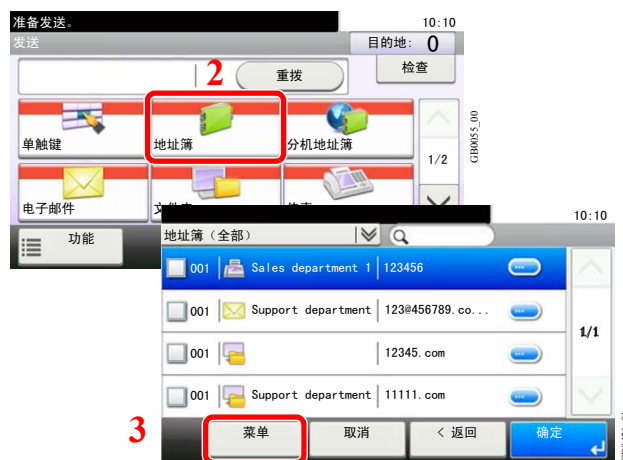 准备发送。 10:10
发送 目的地: 0
2 重拨 检查
单触键 地址簿 分机地址簿
1/2
GB0055_00
电子邮件
功能
10:10
地址簿（全部）
001 Sales department 1 123456
001 Support department 123@456789.co...
001 12345.com
1/1
001 Support department 11111.com
3 菜单 取消 < 返回 确定